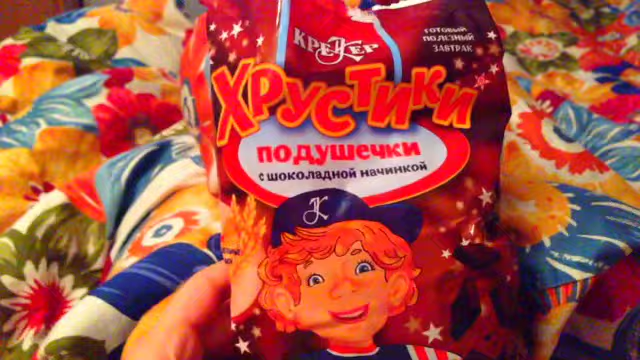 КРЕКЕР
ГОТОВЫЙ
ПОЛЕЗНЫЙ
ЗАВТРАК
ХРУСТИКИ
ПОДУШЕЧКИ
С ШОКОЛАДНОЙ НАЧИНКОЙ
К